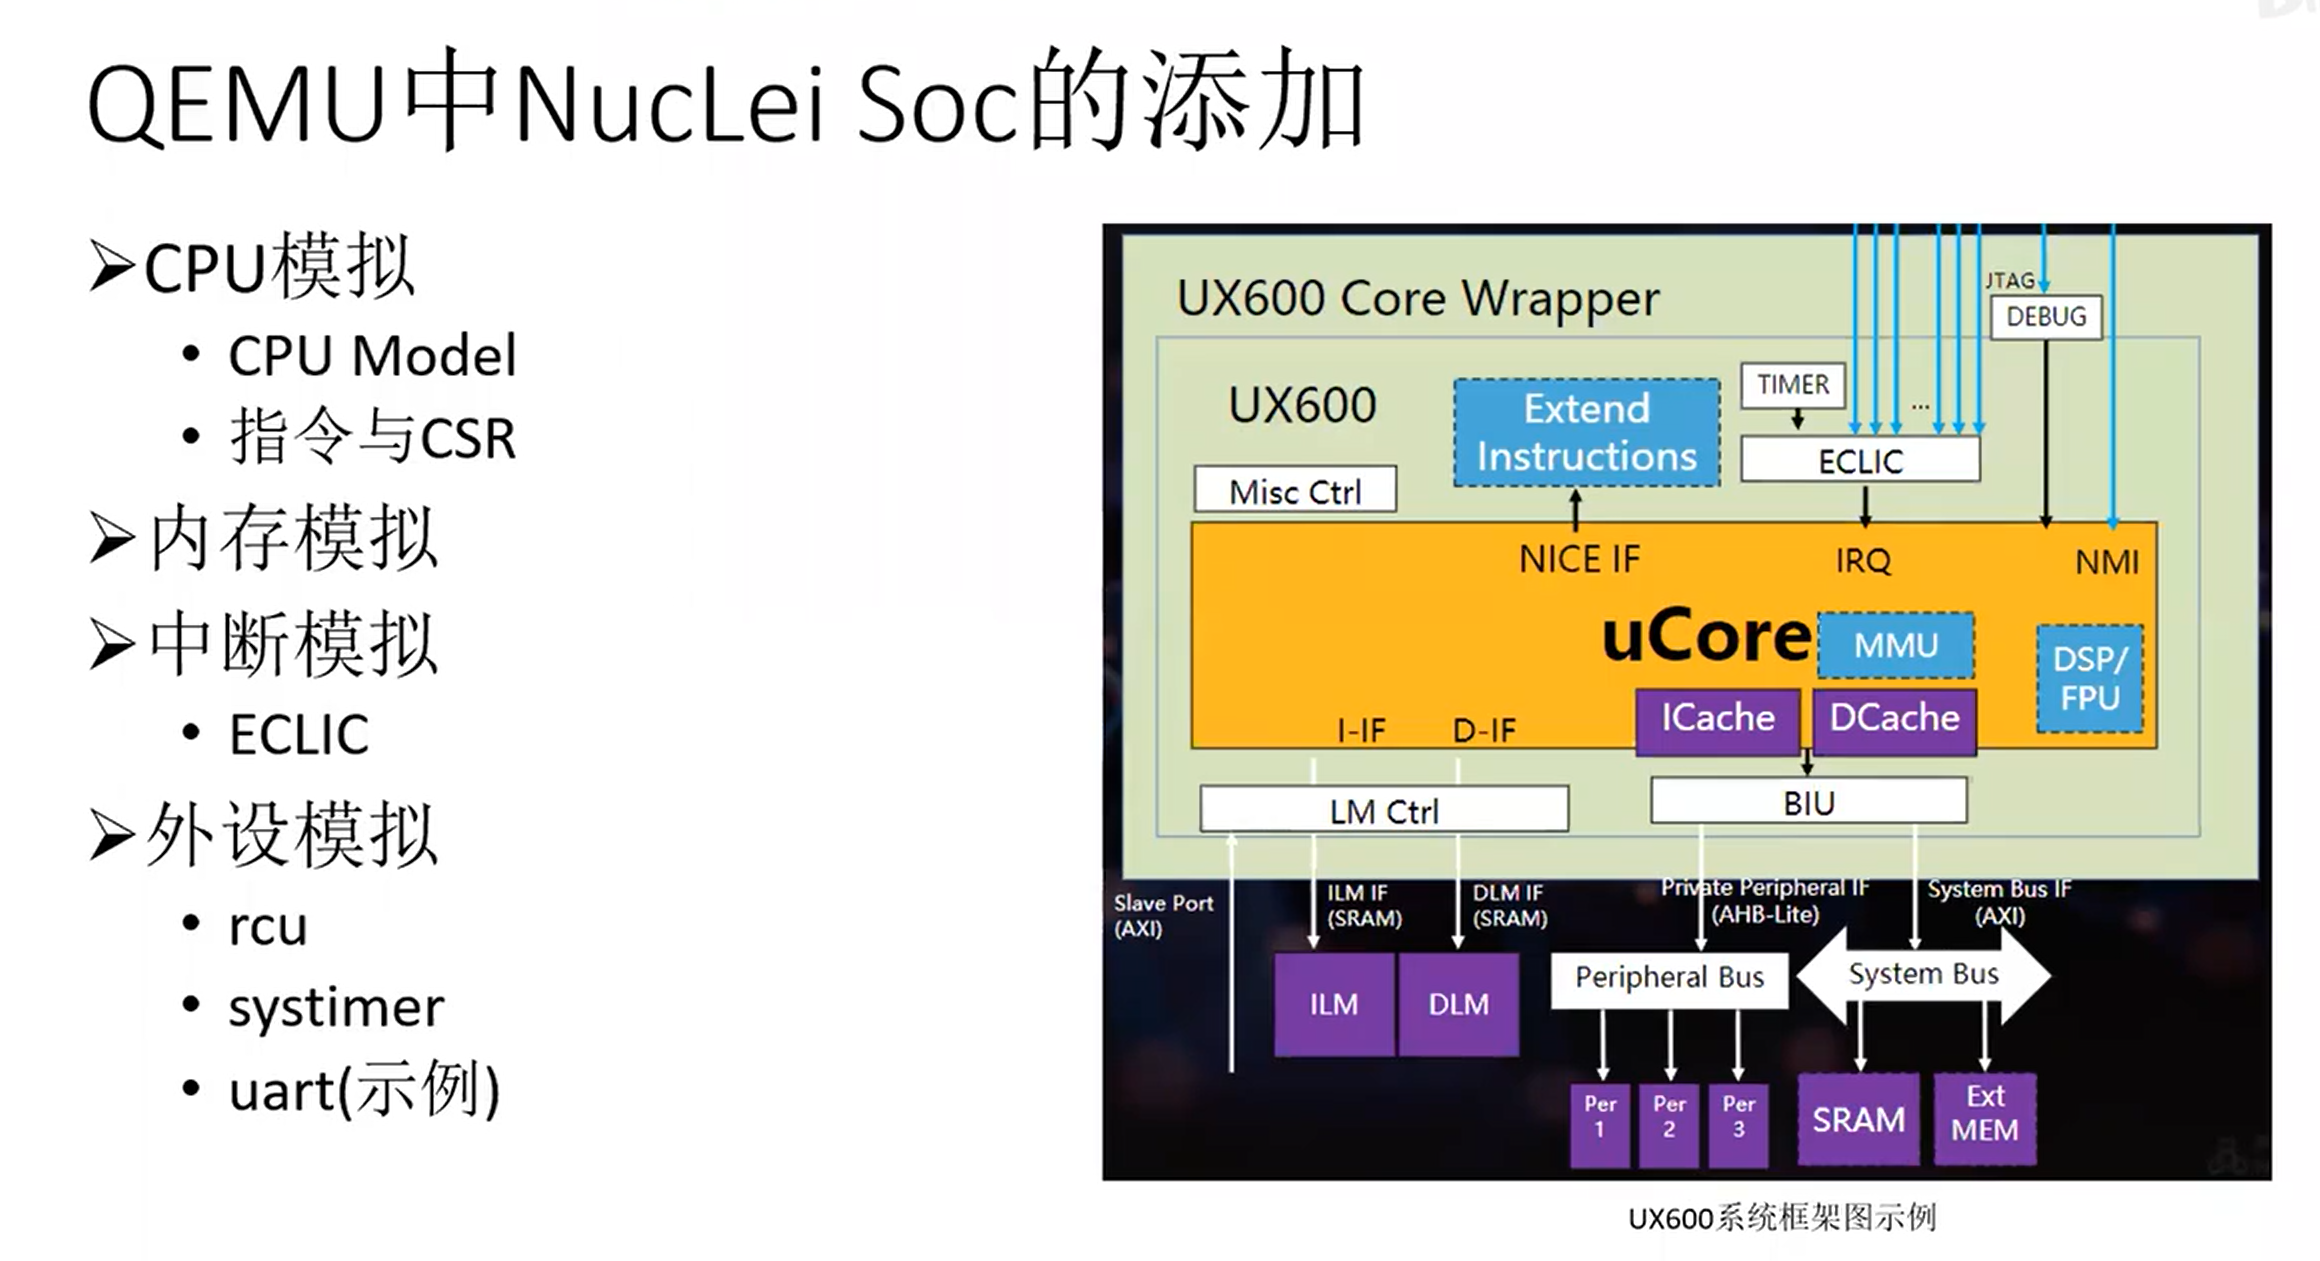 QEMU中NucLei Soc的添加
➢CPU模拟
• CPU Model
• 指令与CSR
➢内存模拟
➢中断模拟
• ECLIC
➢外设模拟
• rcu
• systimer
• uart(示例)
UX600 Core Wrapper
JTAG
DEBUG
UX600
Extend
Instructions
TIMER
...
ECLIC
Misc Ctrl
NICE IF
IRQ
NMI
uCore
MMU
DSP/
FPU
I-IF
D-IF
ICache
DCache
LM Ctrl
BIU
Slave Port
(AXI)
ILM IF
(SRAM)
DLM IF
(SRAM)
Private Peripheral IF
(AHB-Lite)
System Bus IF
(AXI)
ILM
DLM
Peripheral Bus
System Bus
Per
1
Per
2
Per
3
SRAM
Ext
MEM
UX600系统框架图示例